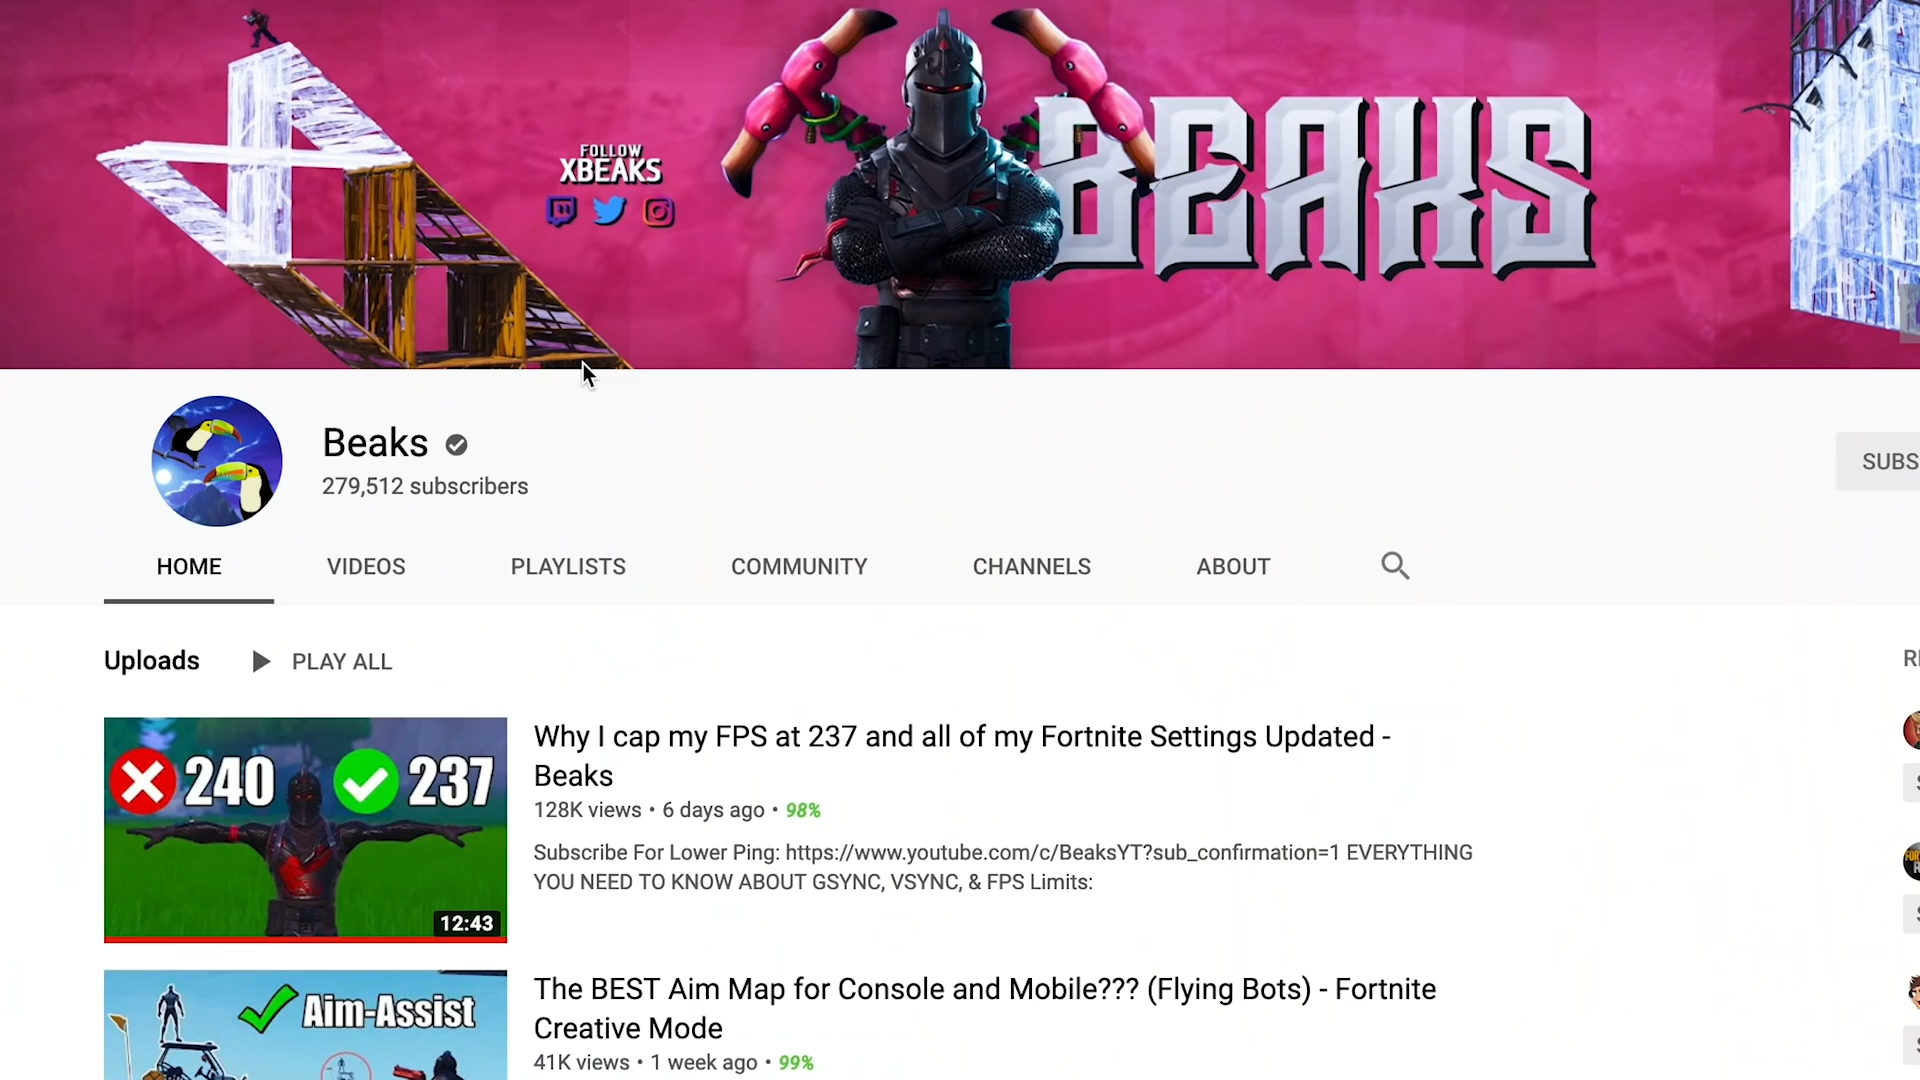 FOLLOW
XBEAKS
BEAKS
Beaks
279,512 subscribers
SUBS
HOME VIDEOS PLAYLISTS COMMUNITY CHANNELS ABOUT
Uploads PLAY ALL
240 237
12:43
Why I cap my FPS at 237 and all of my Fortnite Settings Updated -
Beaks
128K views • 6 days ago • 98%
Subscribe For Lower Ping: https://www.youtube.com/c/BeaksYT?sub_confirmation=1 EVERYTHING
YOU NEED TO KNOW ABOUT GSYNC, VSYNC, & FPS Limits:
Aim-Assist
The BEST Aim Map for Console and Mobile??? (Flying Bots) - Fortnite
Creative Mode
41K views • 1 week ago • 99%